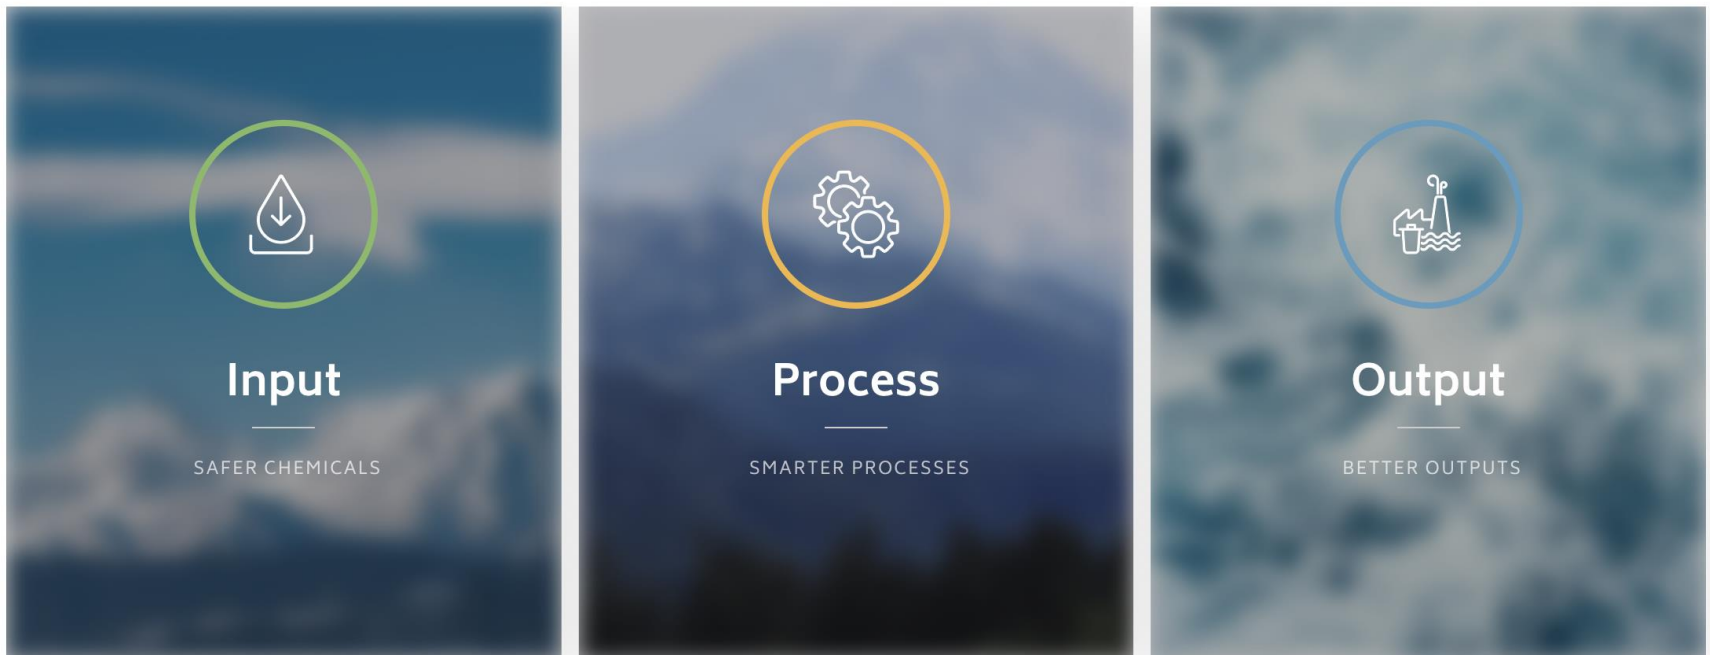 Input
SAFER CHEMICALS
Process
SMARTER PROCESSES
Output
BETTER OUTPUTS